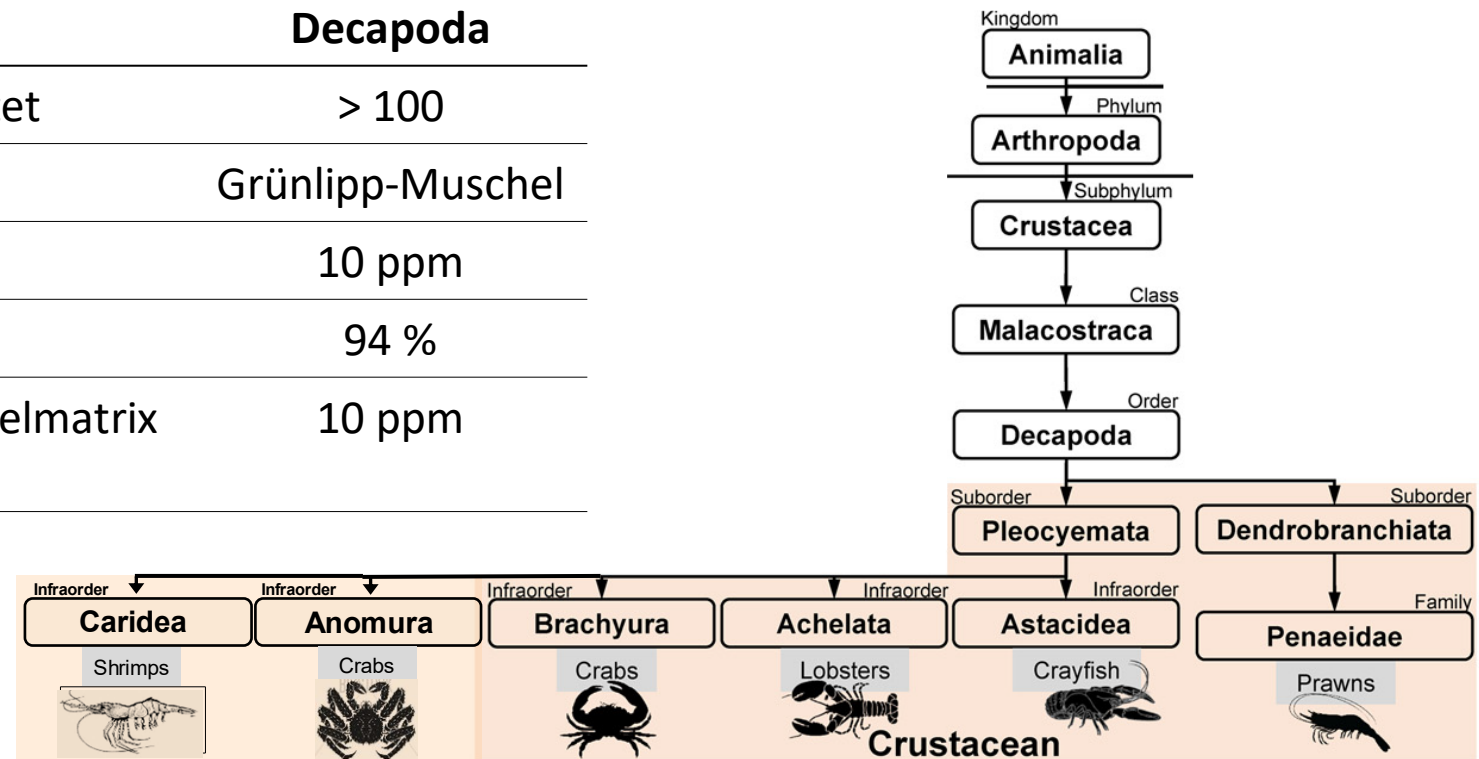 Decapoda
et > 100
Grünlipp-Muschel
10 ppm
94 %
elmatrix 10 ppm
Kingdom
Animalia
Phylum
Arthropoda
Subphylum
Crustacea
Class
Malacostraca
Order
Decapoda
Suborder Suborder
Pleocyemata Dendrobranchiata
Infraorder Infraorder Infraorder Infraorder Infraorder Family
Caridea Anomura Brachyura Achelata Astacidea Penaeidae
Shrimps Crabs Crabs Lobsters Crayfish Prawns
Crustacean